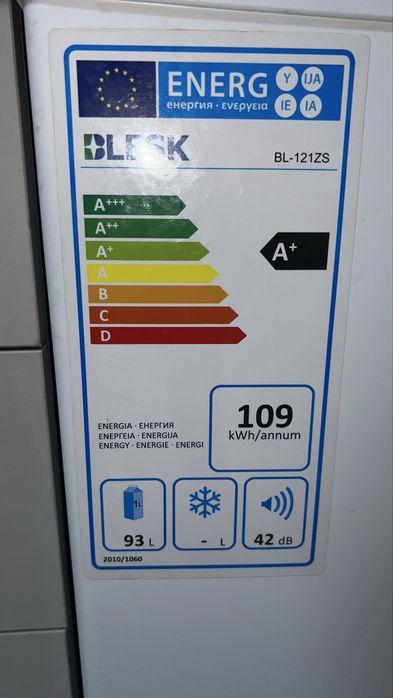 ENERG Y IJA
енергия · ενεργεια IE IA
BLESK
BL-121ZS
A+++
A++
A+
A+
A
B
C
D
109
kWh/annum
ENERGIA · ЕНЕРГИЯ
ΕΝΕΡΓΕΙΑ · ENERGIJA
ENERGY · ENERGIE · ENERGI
1L
93 L
- L
42 dB
2010/1060